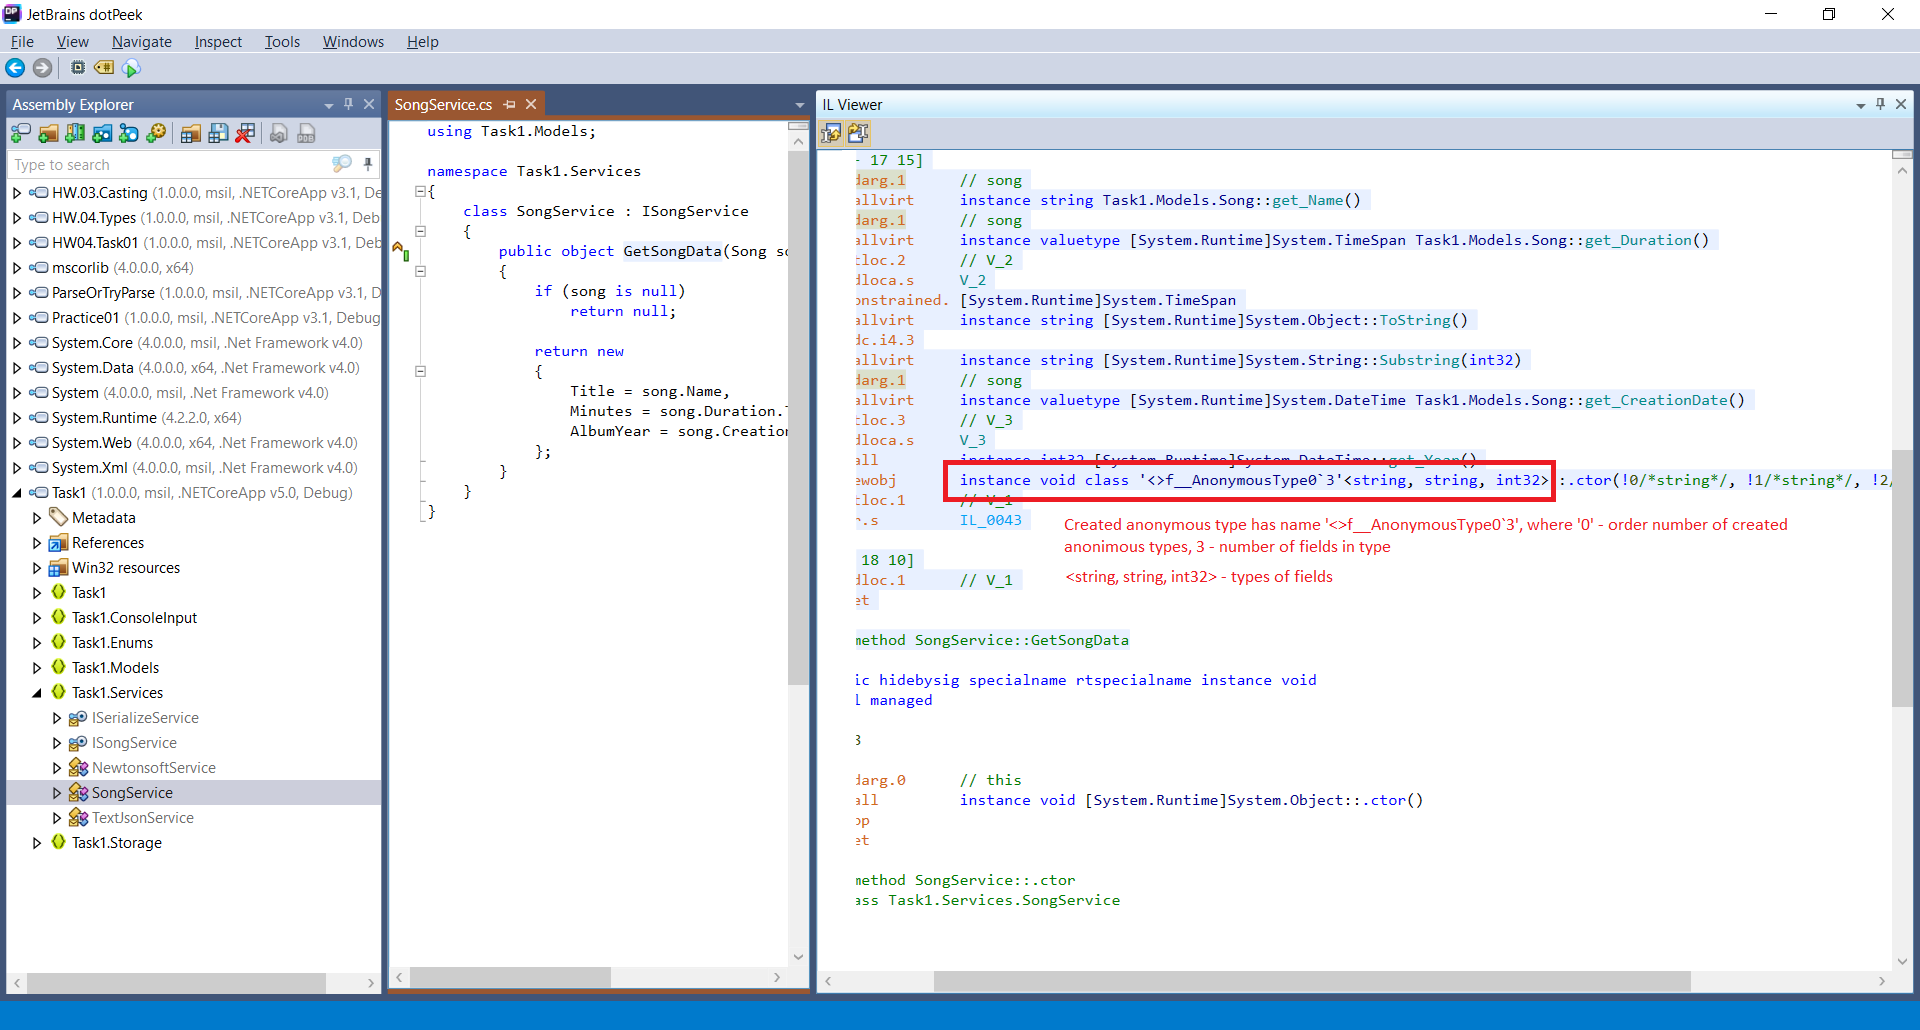 JetBrains dotPeek
File View Navigate Inspect Tools Windows Help
Assembly Explorer
Type to search
HW.03.Casting (1.0.0.0, msil, .NETCoreApp v3.1, De
HW.04.Types (1.0.0.0, msil, .NETCoreApp v3.1, Debu
HW04.Task01 (1.0.0.0, msil, .NETCoreApp v3.1, Deb
mscorlib (4.0.0.0, x64)
ParseOrTryParse (1.0.0.0, msil, .NETCoreApp v3.1, D
Practice01 (1.0.0.0, msil, .NETCoreApp v3.1, Debug
System.Core (4.0.0.0, msil, .Net Framework v4.0)
System.Data (4.0.0.0, x64, .Net Framework v4.0)
System (4.0.0.0, msil, .Net Framework v4.0)
System.Runtime (4.2.2.0, x64)
System.Web (4.0.0.0, x64, .Net Framework v4.0)
System.Xml (4.0.0.0, msil, .Net Framework v4.0)
Task1 (1.0.0.0, msil, .NETCoreApp v5.0, Debug)
Metadata
References
Win32 resources
Task1
Task1.ConsoleInput
Task1.Enums
Task1.Models
Task1.Services
ISerializeService
ISongService
NewtonsoftService
SongService
TextJsonService
Task1.Storage
SongService.cs
using Task1.Models;
namespace Task1.Services
{
class SongService : ISongService
{
public object GetSongData(Song so
{
if (song is null)
return null;
return new
{
Title = song.Name,
Minutes = song.Duration.T
AlbumYear = song.Creation
};
}
}
}
IL Viewer
- 17 15]
darg.1 // song
allvirt instance string Task1.Models.Song::get_Name()
darg.1 // song
allvirt instance valuetype [System.Runtime]System.TimeSpan Task1.Models.Song::get_Duration()
tloc.2 // V_2
dloca.s V_2
onstrained. [System.Runtime]System.TimeSpan
allvirt instance string [System.Runtime]System.Object::ToString()
dc.i4.3
allvirt instance string [System.Runtime]System.String::Substring(int32)
darg.1 // song
allvirt instance valuetype [System.Runtime]System.DateTime Task1.Models.Song::get_CreationDate()
tloc.3 // V_3
dloca.s V_3
all instance int32 [System.Runtime]System.DateTime::get_Year()
ewobj instance void class '<>f__AnonymousType0`3'<string, string, int32>::.ctor(!0/*string*/, !1/*string*/, !2/
tloc.1 // V_1
r.s IL_0043
Created anonymous type has name '<>f__AnonymousType0`3', where '0' - order number of created
anonimous types, 3 - number of fields in type
18 10]
<string, string, int32> - types of fields
dloc.1 // V_1
et
method SongService::GetSongData
ic hidebysig specialname rtspecialname instance void
l managed
3
darg.0 // this
all instance void [System.Runtime]System.Object::.ctor()
op
et
method SongService::.ctor
ass Task1.Services.SongService